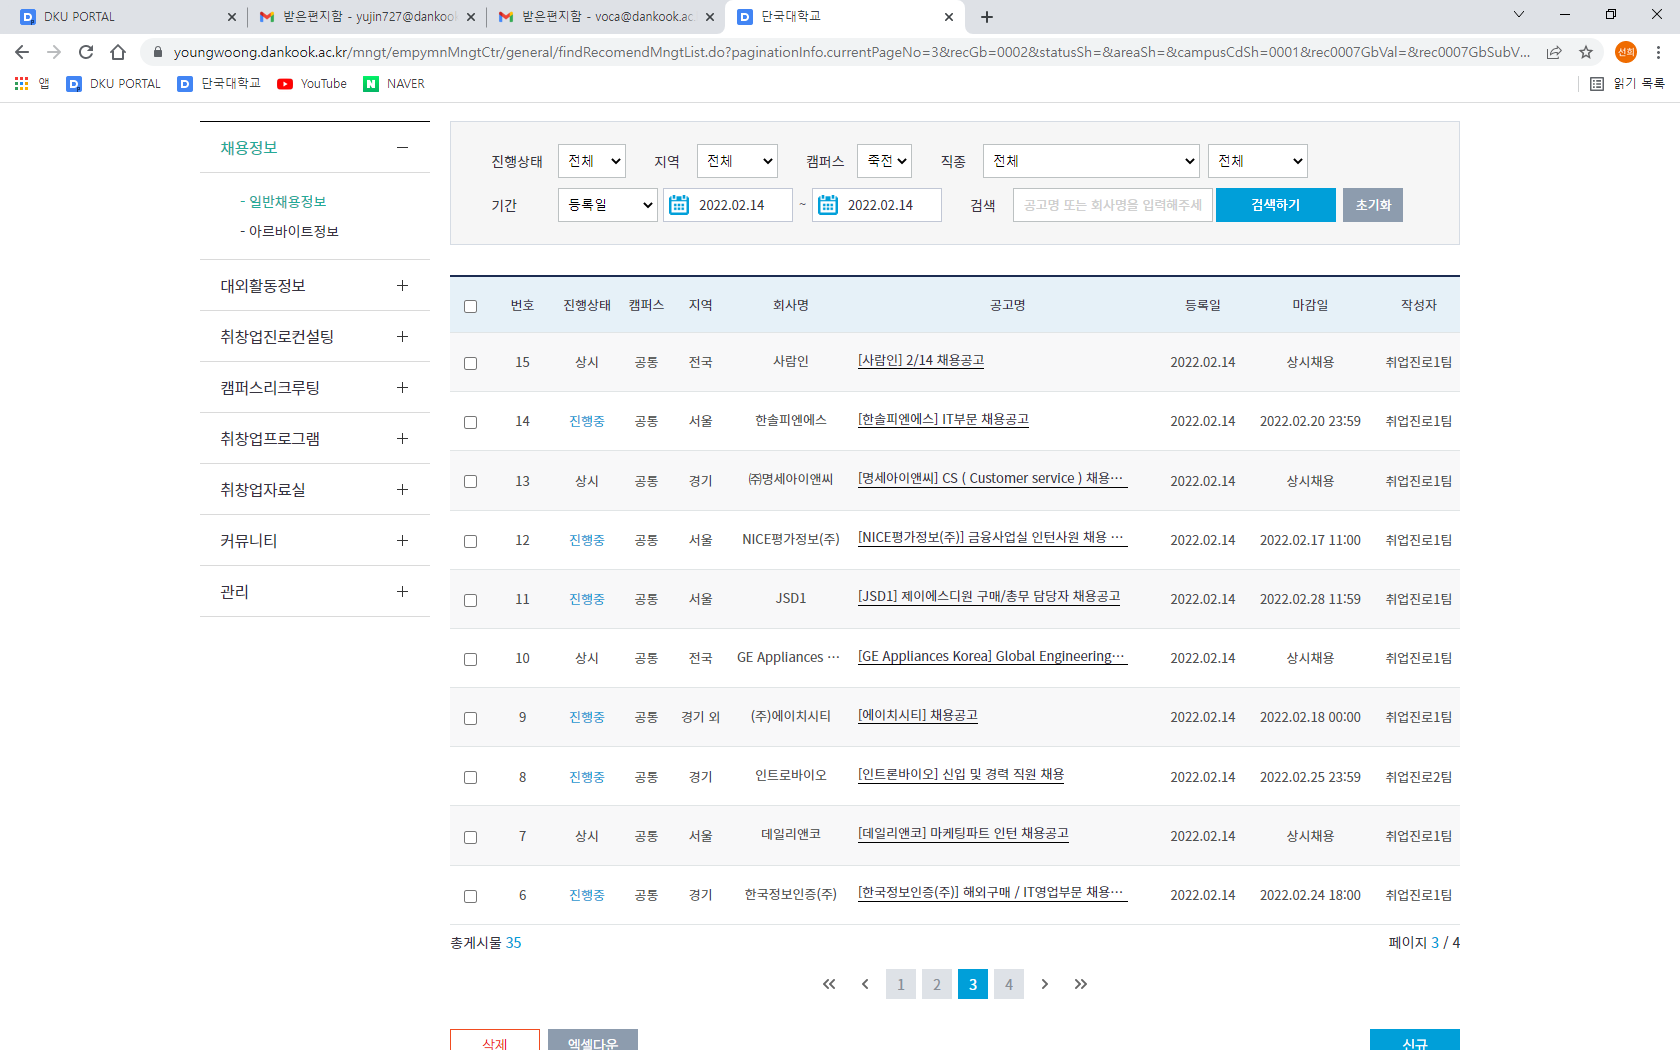 DKU PORTAL
받은편지함 - yujin727@dankook
받은편지함 - voca@dankook.ac.
단국대학교
youngwoong.dankook.ac.kr/mngt/empymnMngtCtr/general/findRecomendMngtList.do?paginationInfo.currentPageNo=3&recGb=0002&statusSh=&areaSh=&campusCdSh=0001&rec0007GbVal=&rec0007GbSubV...
선희
앱 DKU PORTAL 단국대학교 YouTube NAVER 읽기 목록
채용정보
- 일반채용정보
- 아르바이트정보
대외활동정보
취창업진로컨설팅
캠퍼스리크루팅
취창업프로그램
취창업자료실
커뮤니티
관리
진행상태 전체 지역 전체 캠퍼스 죽전 직종 전체 전체
기간 등록일 2022.02.14 ~ 2022.02.14 검색 공고명 또는 회사명을 입력해주세 검색하기 초기화
번호 진행상태 캠퍼스 지역 회사명 공고명 등록일 마감일 작성자
15 상시 공통 전국 사람인 [사람인] 2/14 채용공고 2022.02.14 상시채용 취업진로1팀
14 진행중 공통 서울 한솔피엔에스 [한솔피엔에스] IT부문 채용공고 2022.02.14 2022.02.20 23:59 취업진로1팀
13 상시 공통 경기 ㈜명세아이앤씨 [명세아이앤씨] CS ( Customer service ) 채용… 2022.02.14 상시채용 취업진로1팀
12 진행중 공통 서울 NICE평가정보(주) [NICE평가정보(주)] 금융사업실 인턴사원 채용 … 2022.02.14 2022.02.17 11:00 취업진로1팀
11 진행중 공통 서울 JSD1 [JSD1] 제이에스디원 구매/총무 담당자 채용공고 2022.02.14 2022.02.28 11:59 취업진로1팀
10 상시 공통 전국 GE Appliances … [GE Appliances Korea] Global Engineering… 2022.02.14 상시채용 취업진로1팀
9 진행중 공통 경기 외 (주)에이치시티 [에이치시티] 채용공고 2022.02.14 2022.02.18 00:00 취업진로1팀
8 진행중 공통 경기 인트로바이오 [인트론바이오] 신입 및 경력 직원 채용 2022.02.14 2022.02.25 23:59 취업진로2팀
7 상시 공통 서울 데일리앤코 [데일리앤코] 마케팅파트 인턴 채용공고 2022.02.14 상시채용 취업진로1팀
6 진행중 공통 경기 한국정보인증(주) [한국정보인증(주)] 해외구매 / IT영업부문 채용… 2022.02.14 2022.02.24 18:00 취업진로1팀
총게시물 35 페이지 3 / 4
1 2 3 4
삭제 엑셀다운 신규